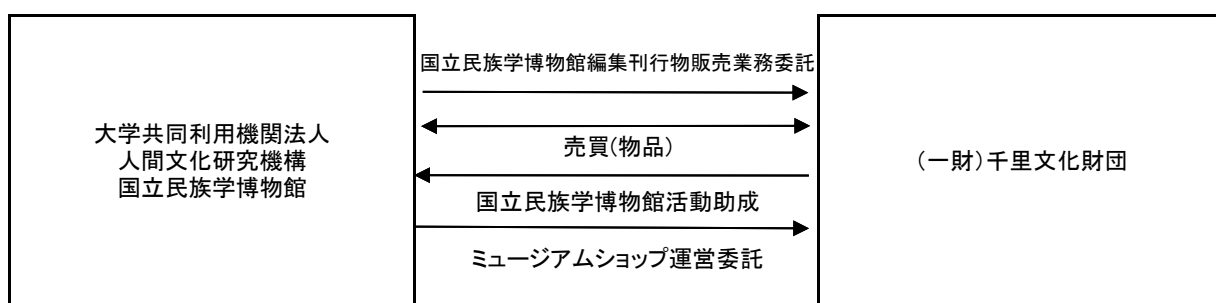 大学共同利用機関法人
人間文化研究機構
国立民族学博物館
国立民族学博物館編集刊行物販売業務委託
売買(物品)
国立民族学博物館活動助成
ミュージアムショップ運営委託
(一財)千里文化財団